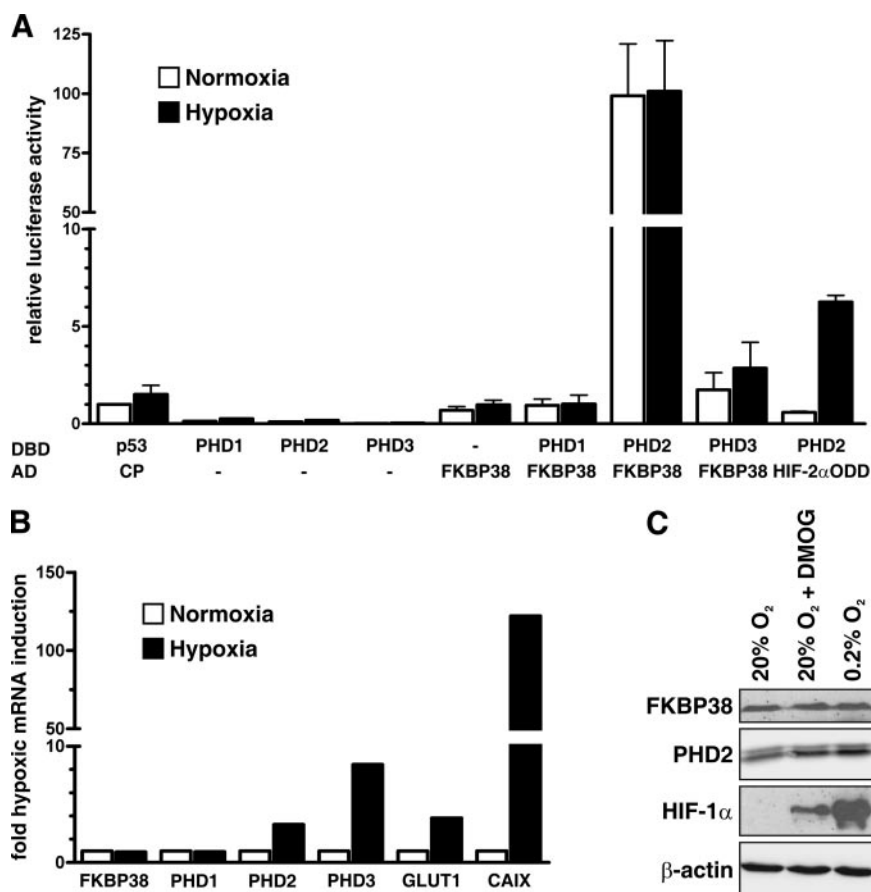 A
125
100
75
50
10
5
0
relative luciferase activity
Normoxia
Hypoxia
DBD p53 PHD1 PHD2 PHD3 - PHD1 PHD2 PHD3 PHD2
AD CP - - - FKBP38 FKBP38 FKBP38 FKBP38 HIF-2αODD
B
150
100
50
10
0
fold hypoxic mRNA induction
Normoxia
Hypoxia
FKBP38 PHD1 PHD2 PHD3 GLUT1 CAIX
C
20% O₂
20% O₂ + DMOG
0.2% O₂
FKBP38
PHD2
HIF-1α
β-actin